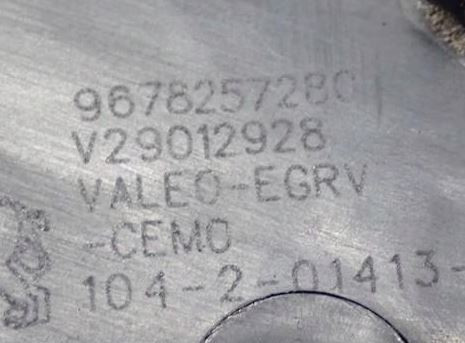 9678257280
V29012928
VALEO-EGRV
-CEMO
104-2-01413-